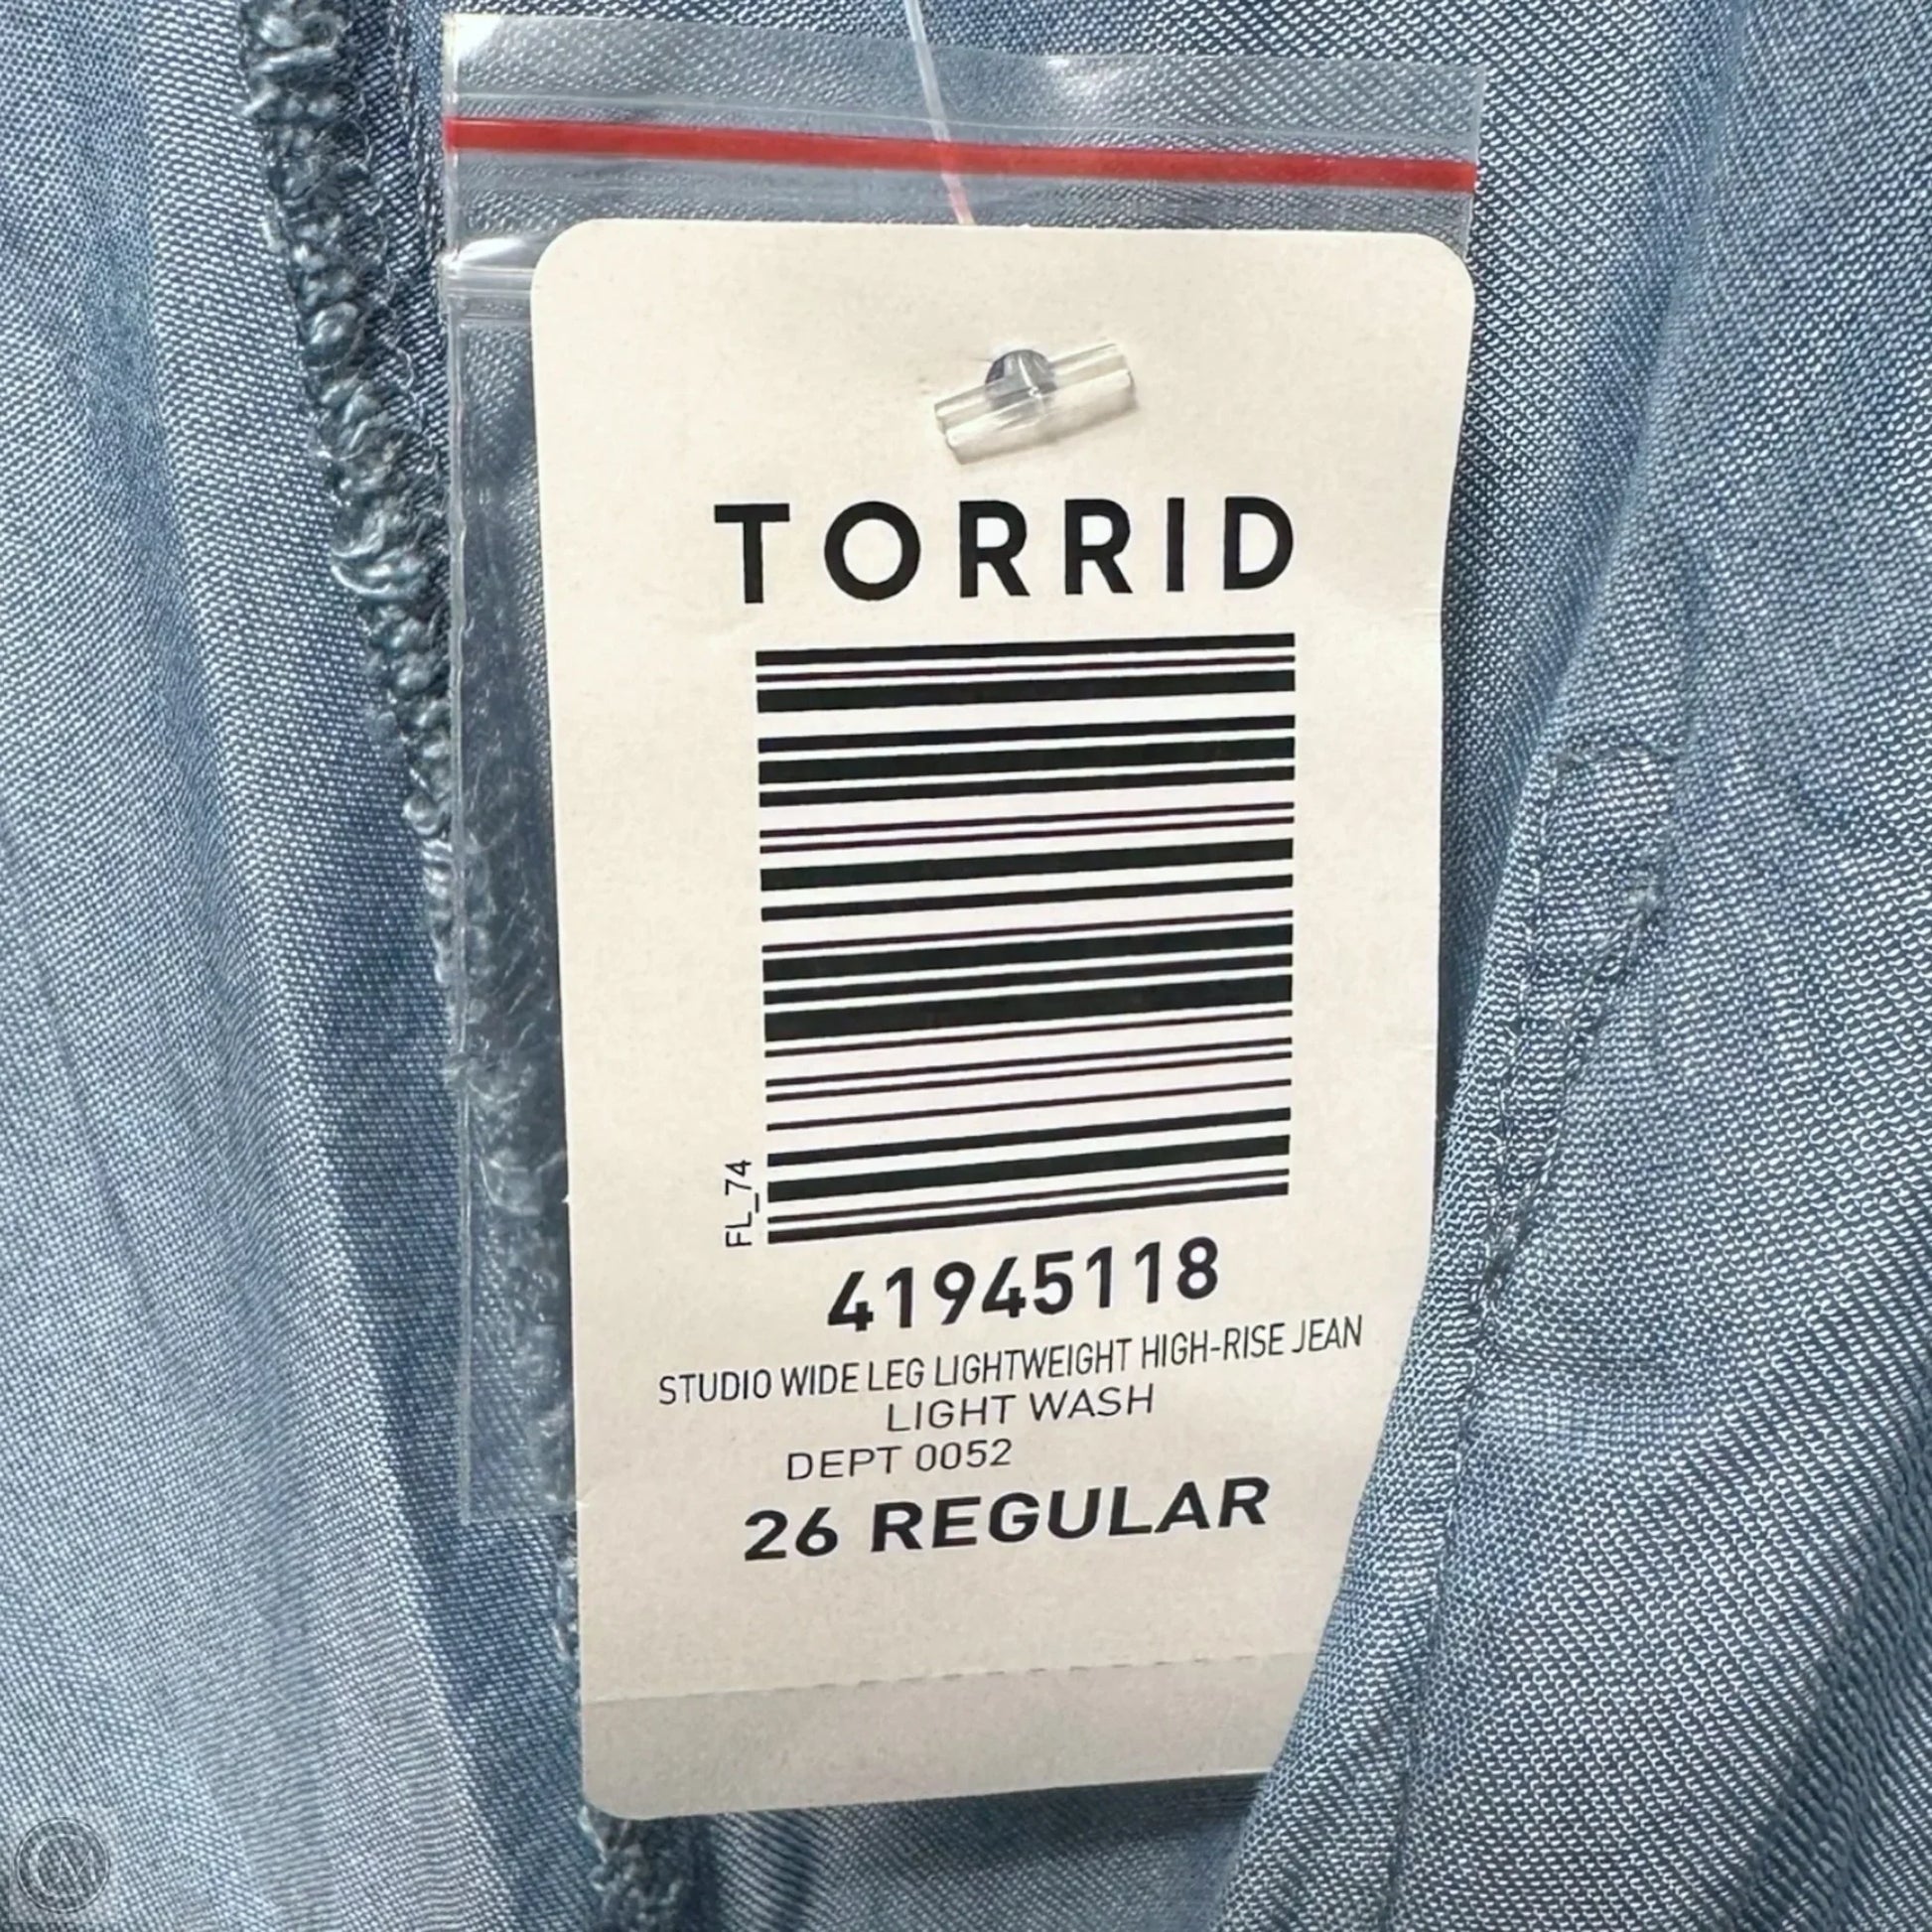 TORRID
FL_74
41945118
STUDIO WIDE LEG LIGHTWEIGHT HIGH-RISE JEAN
LIGHT WASH
DEPT 0052
26 REGULAR